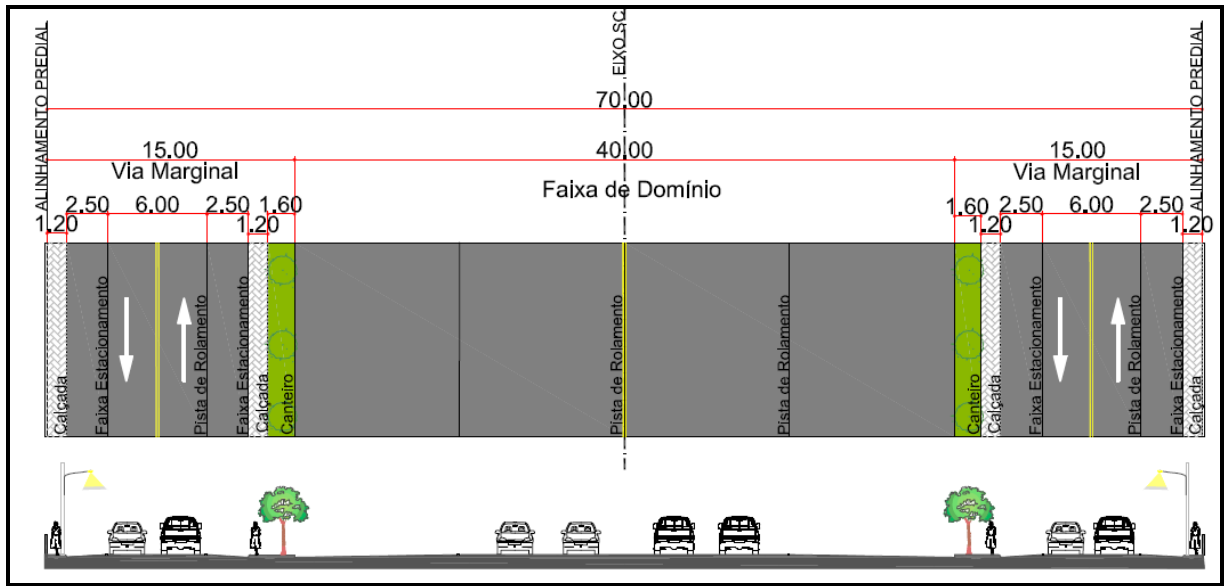 ALINHAMENTO PREDIAL
EIXO SC
ALINHAMENTO PREDIAL
70.00
15.00
40.00
15.00
Via Marginal
Faixa de Domínio
Via Marginal
1.20
2.50
6.00
2.50
1.20
1.60
1.60
1.20
2.50
6.00
2.50
1.20
Calçada
Faixa Estacionamento
Pista de Rolamento
Faixa Estacionamento
Calçada
Canteiro
Pista de Rolamento
Pista de Rolamento
Canteiro
Calçada
Faixa Estacionamento
Pista de Rolamento
Faixa Estacionamento
Calçada